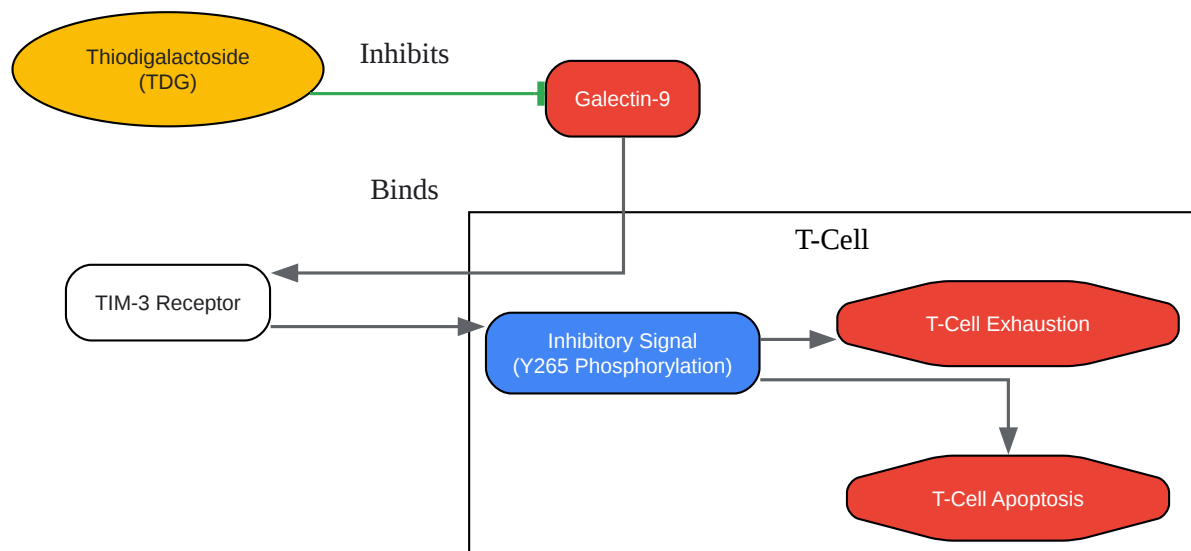 Thiodigalactoside
(TDG)
Inhibits
Galectin-9
Binds
T-Cell
TIM-3 Receptor
Inhibitory Signal
(Y265 Phosphorylation)
T-Cell Exhaustion
T-Cell Apoptosis